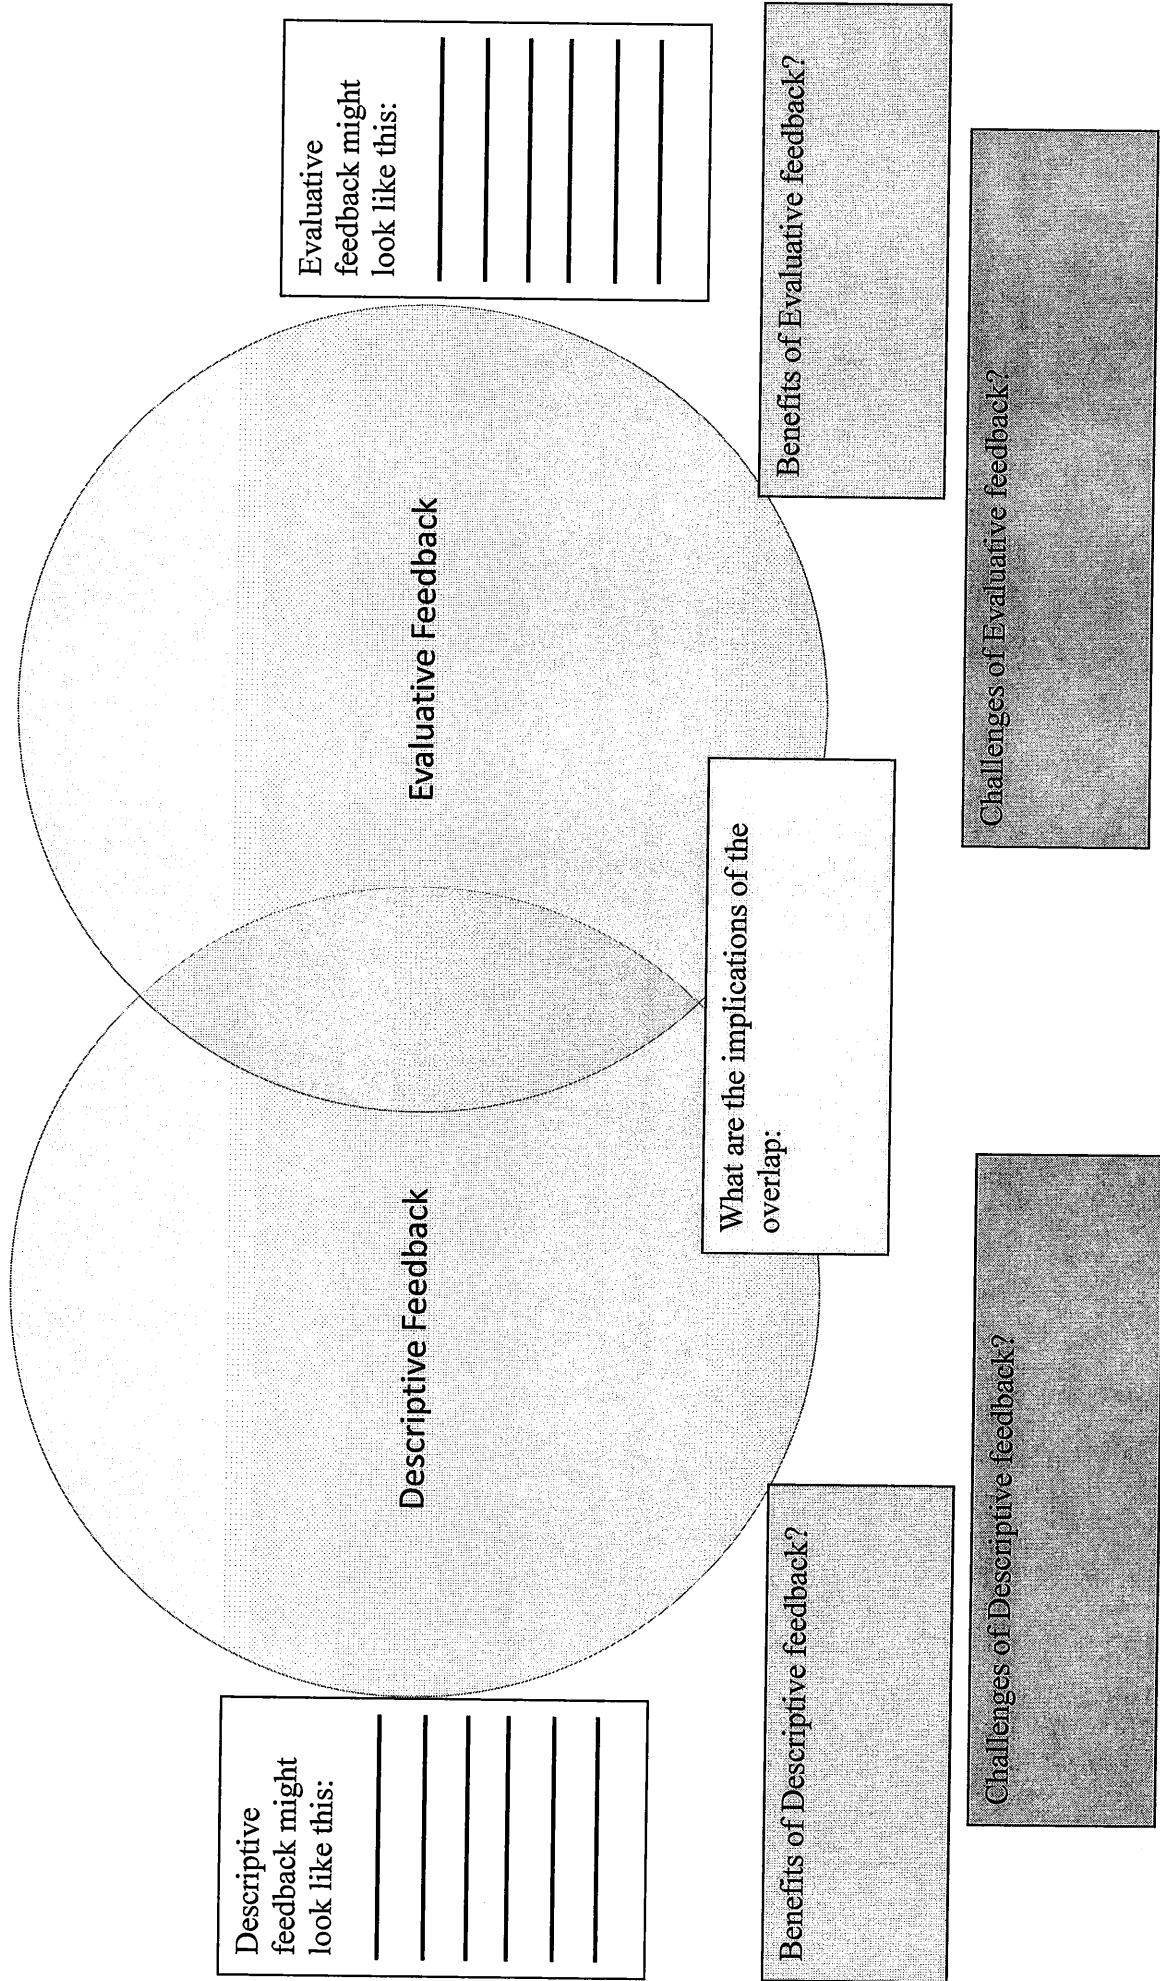 Descriptive
feedback might
look like this:
Descriptive Feedback
Evaluative Feedback
Evaluative
feedback might
look like this:
What are the implications of the
overlap:
Benefits of Descriptive feedback?
Benefits of Evaluative feedback?
Challenges of Descriptive feedback?
Challenges of Evaluative feedback?